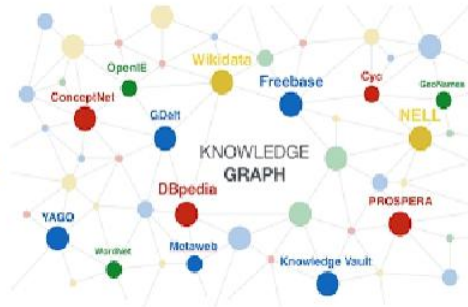 Wikidata
OpenIE
Freebase
Cyc
GeoNames
ConceptNet
GDelt
NELL
KNOWLEDGE
GRAPH
DBpedia
PROSPERA
YAGO
WordNet
Metaweb
Knowledge Vault